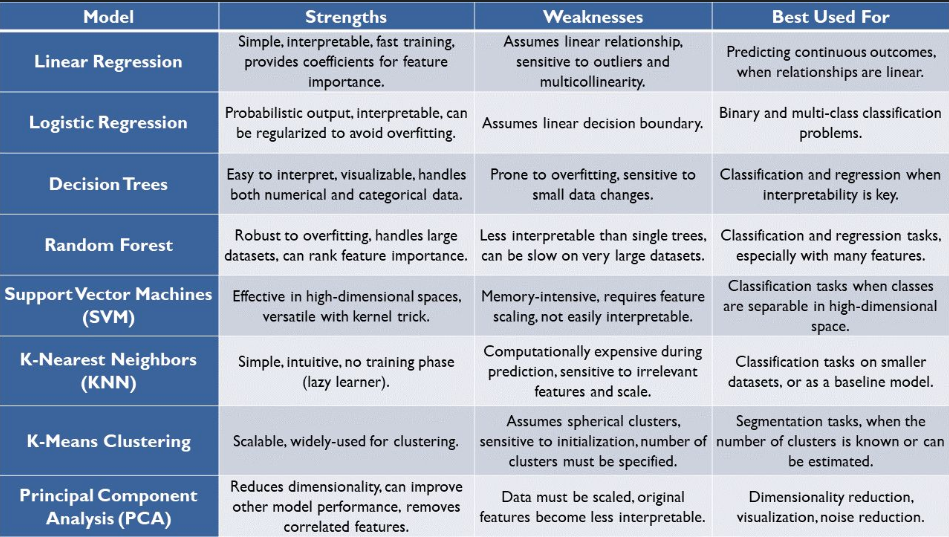 Model Strengths Weaknesses Best Used For
Linear Regression
Simple, interpretable, fast training,
provides coefficients for feature
importance.
Assumes linear relationship,
sensitive to outliers and
multicollinearity.
Predicting continuous outcomes,
when relationships are linear.
Logistic Regression
Probabilistic output, interpretable, can
be regularized to avoid overfitting.
Assumes linear decision boundary.
Binary and multi-class classification
problems.
Decision Trees
Easy to interpret, visualizable, handles
both numerical and categorical data.
Prone to overfitting, sensitive to
small data changes.
Classification and regression when
interpretability is key.
Random Forest
Robust to overfitting, handles large
datasets, can rank feature importance.
Less interpretable than single trees,
can be slow on very large datasets.
Classification and regression tasks,
especially with many features.
Support Vector Machines
(SVM)
Effective in high-dimensional spaces,
versatile with kernel trick.
Memory-intensive, requires feature
scaling, not easily interpretable.
Classification tasks when classes
are separable in high-dimensional
space.
K-Nearest Neighbors
(KNN)
Simple, intuitive, no training phase
(lazy learner).
Computationally expensive during
prediction, sensitive to irrelevant
features and scale.
Classification tasks on smaller
datasets, or as a baseline model.
K-Means Clustering
Scalable, widely-used for clustering.
Assumes spherical clusters,
sensitive to initialization, number of
clusters must be specified.
Segmentation tasks, when the
number of clusters is known or can
be estimated.
Principal Component
Analysis (PCA)
Reduces dimensionality, can improve
other model performance, removes
correlated features.
Data must be scaled, original
features become less interpretable.
Dimensionality reduction,
visualization, noise reduction.